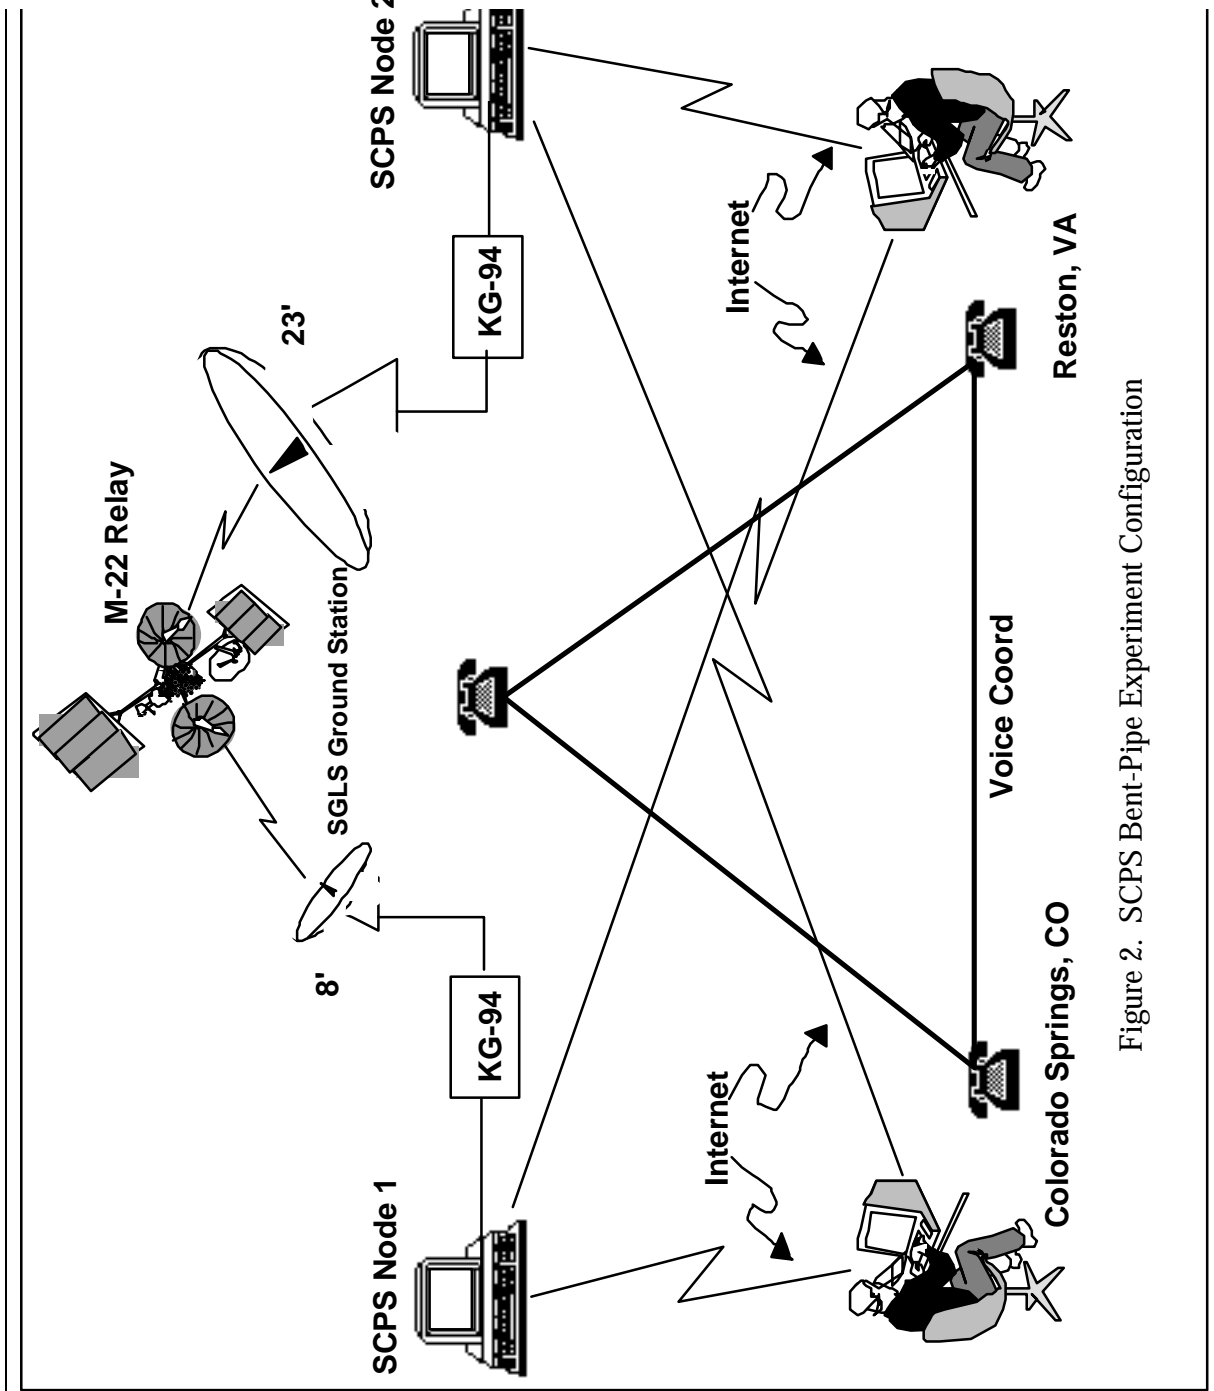 M-22 Relay
SGLS Ground Station
8'
23'
SCPS Node 1
SCPS Node 2
KG-94
KG-94
Internet
Internet
Voice Coord
Colorado Springs, CO
Reston, VA
Figure 2. SCPS Bent-Pipe Experiment Configuration